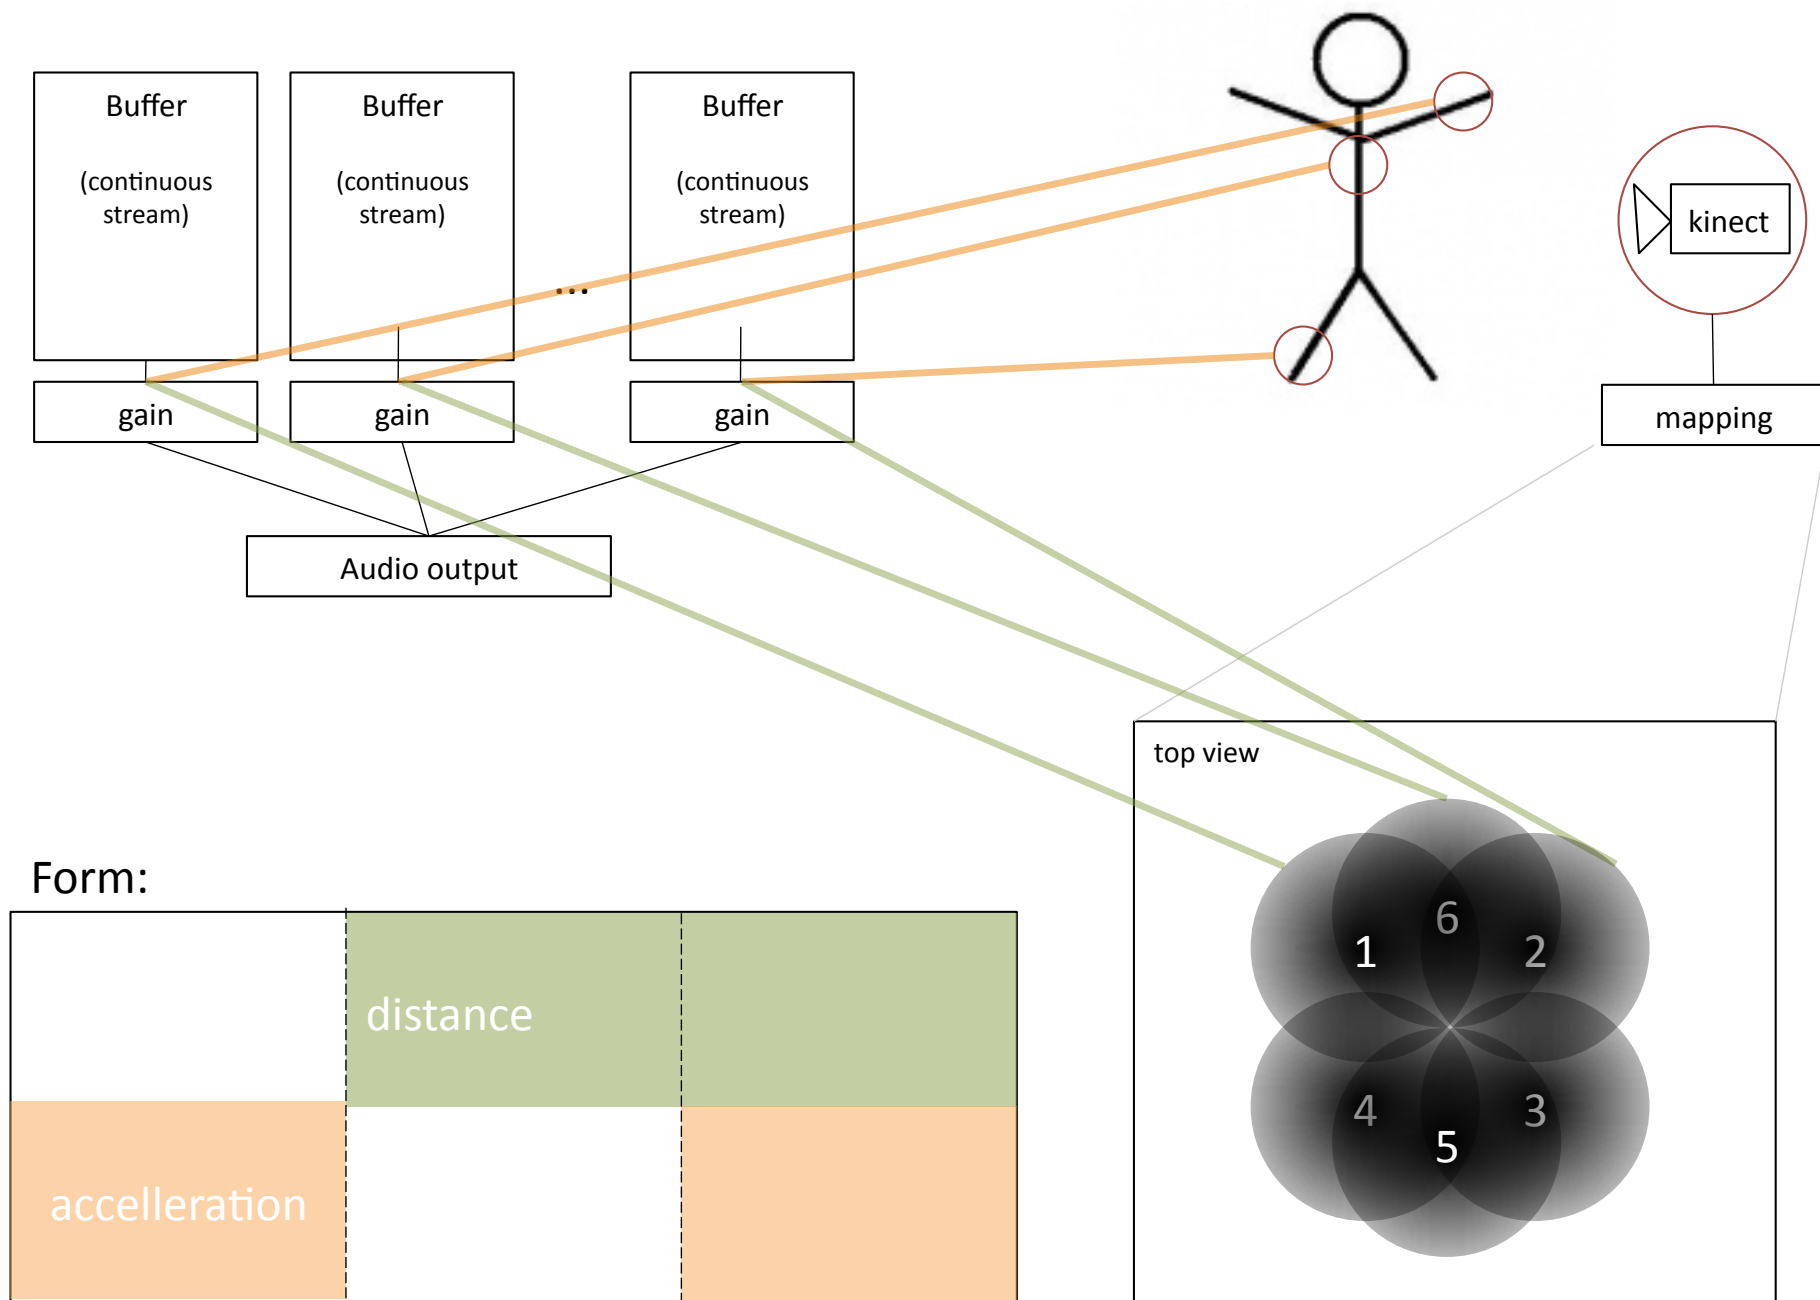 Buffer
(continuous
stream)
Buffer
(continuous
stream)
...
Buffer
(continuous
stream)
kinect
gain
gain
gain
mapping
Audio output
top view
Form:
distance
accelleration
6
1
2
4
3
5